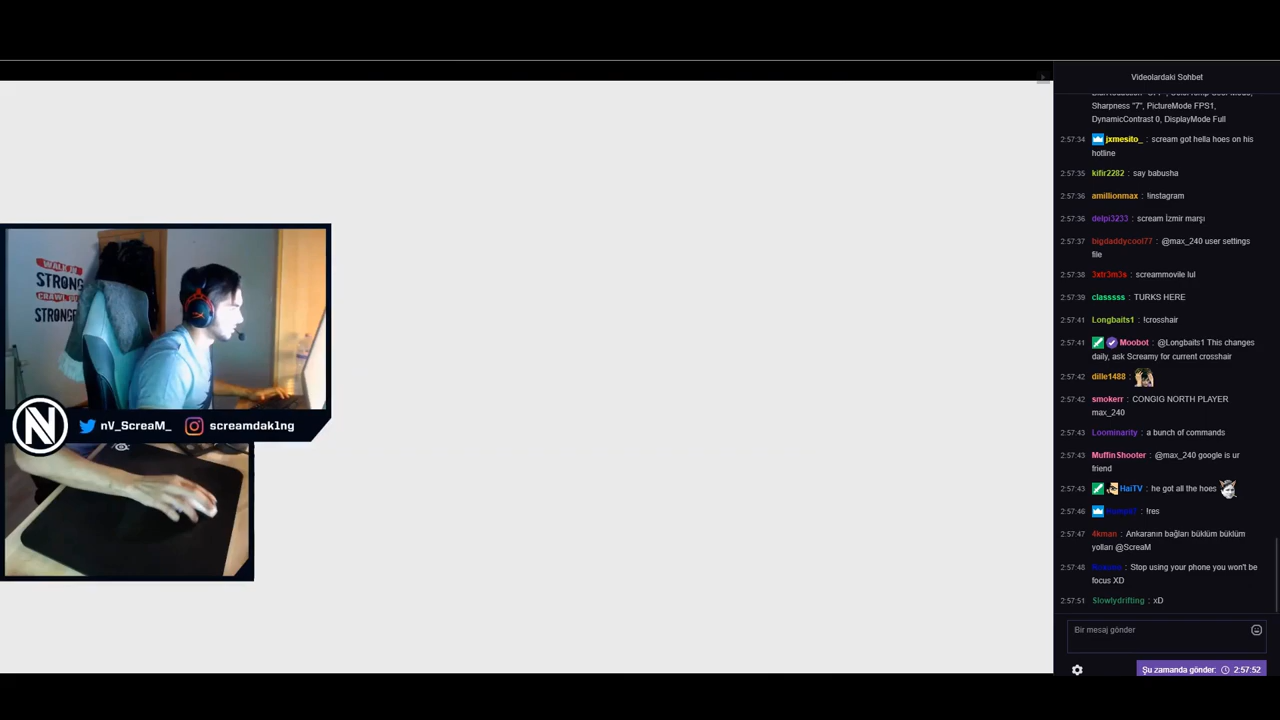 Videolardaki Sohbet
Sharpness "7", PictureMode FPS1,
DynamicContrast 0, DisplayMode Full
2:57:34 jxmesito_ : scream got hella hoes on his
hotline
2:57:35 kifir2282 : say babusha
2:57:36 amillionmax : !instagram
2:57:36 delpi3233 : scream İzmir marşı
2:57:37 bigdaddycool77 : @max_240 user settings
file
2:57:38 3xtr3m3s : screammovile lul
2:57:39 classsss : TURKS HERE
2:57:41 Longbaits1 : !crosshair
2:57:41 Moobot : @Longbaits1 This changes
daily, ask Screamy for current crosshair
2:57:42 dille1488 :
2:57:42 smokerr : CONGIG NORTH PLAYER
max_240
2:57:43 Loominarity : a bunch of commands
2:57:43 MuffinShooter : @max_240 google is ur
friend
2:57:43 HaiTV : he got all the hoes
2:57:46 : !res
2:57:47 4kman : Ankaranın bağları büklüm büklüm
yolları @ScreaM
2:57:48 : Stop using your phone you won't be
focus XD
2:57:51 Slowlydrifting : xD
Bir mesaj gönder
Şu zamanda gönder: 2:57:52
WALK IN
STRONG
CRAWL OUT
STRONGER
N nV_ScreaM_ screamdak1ng